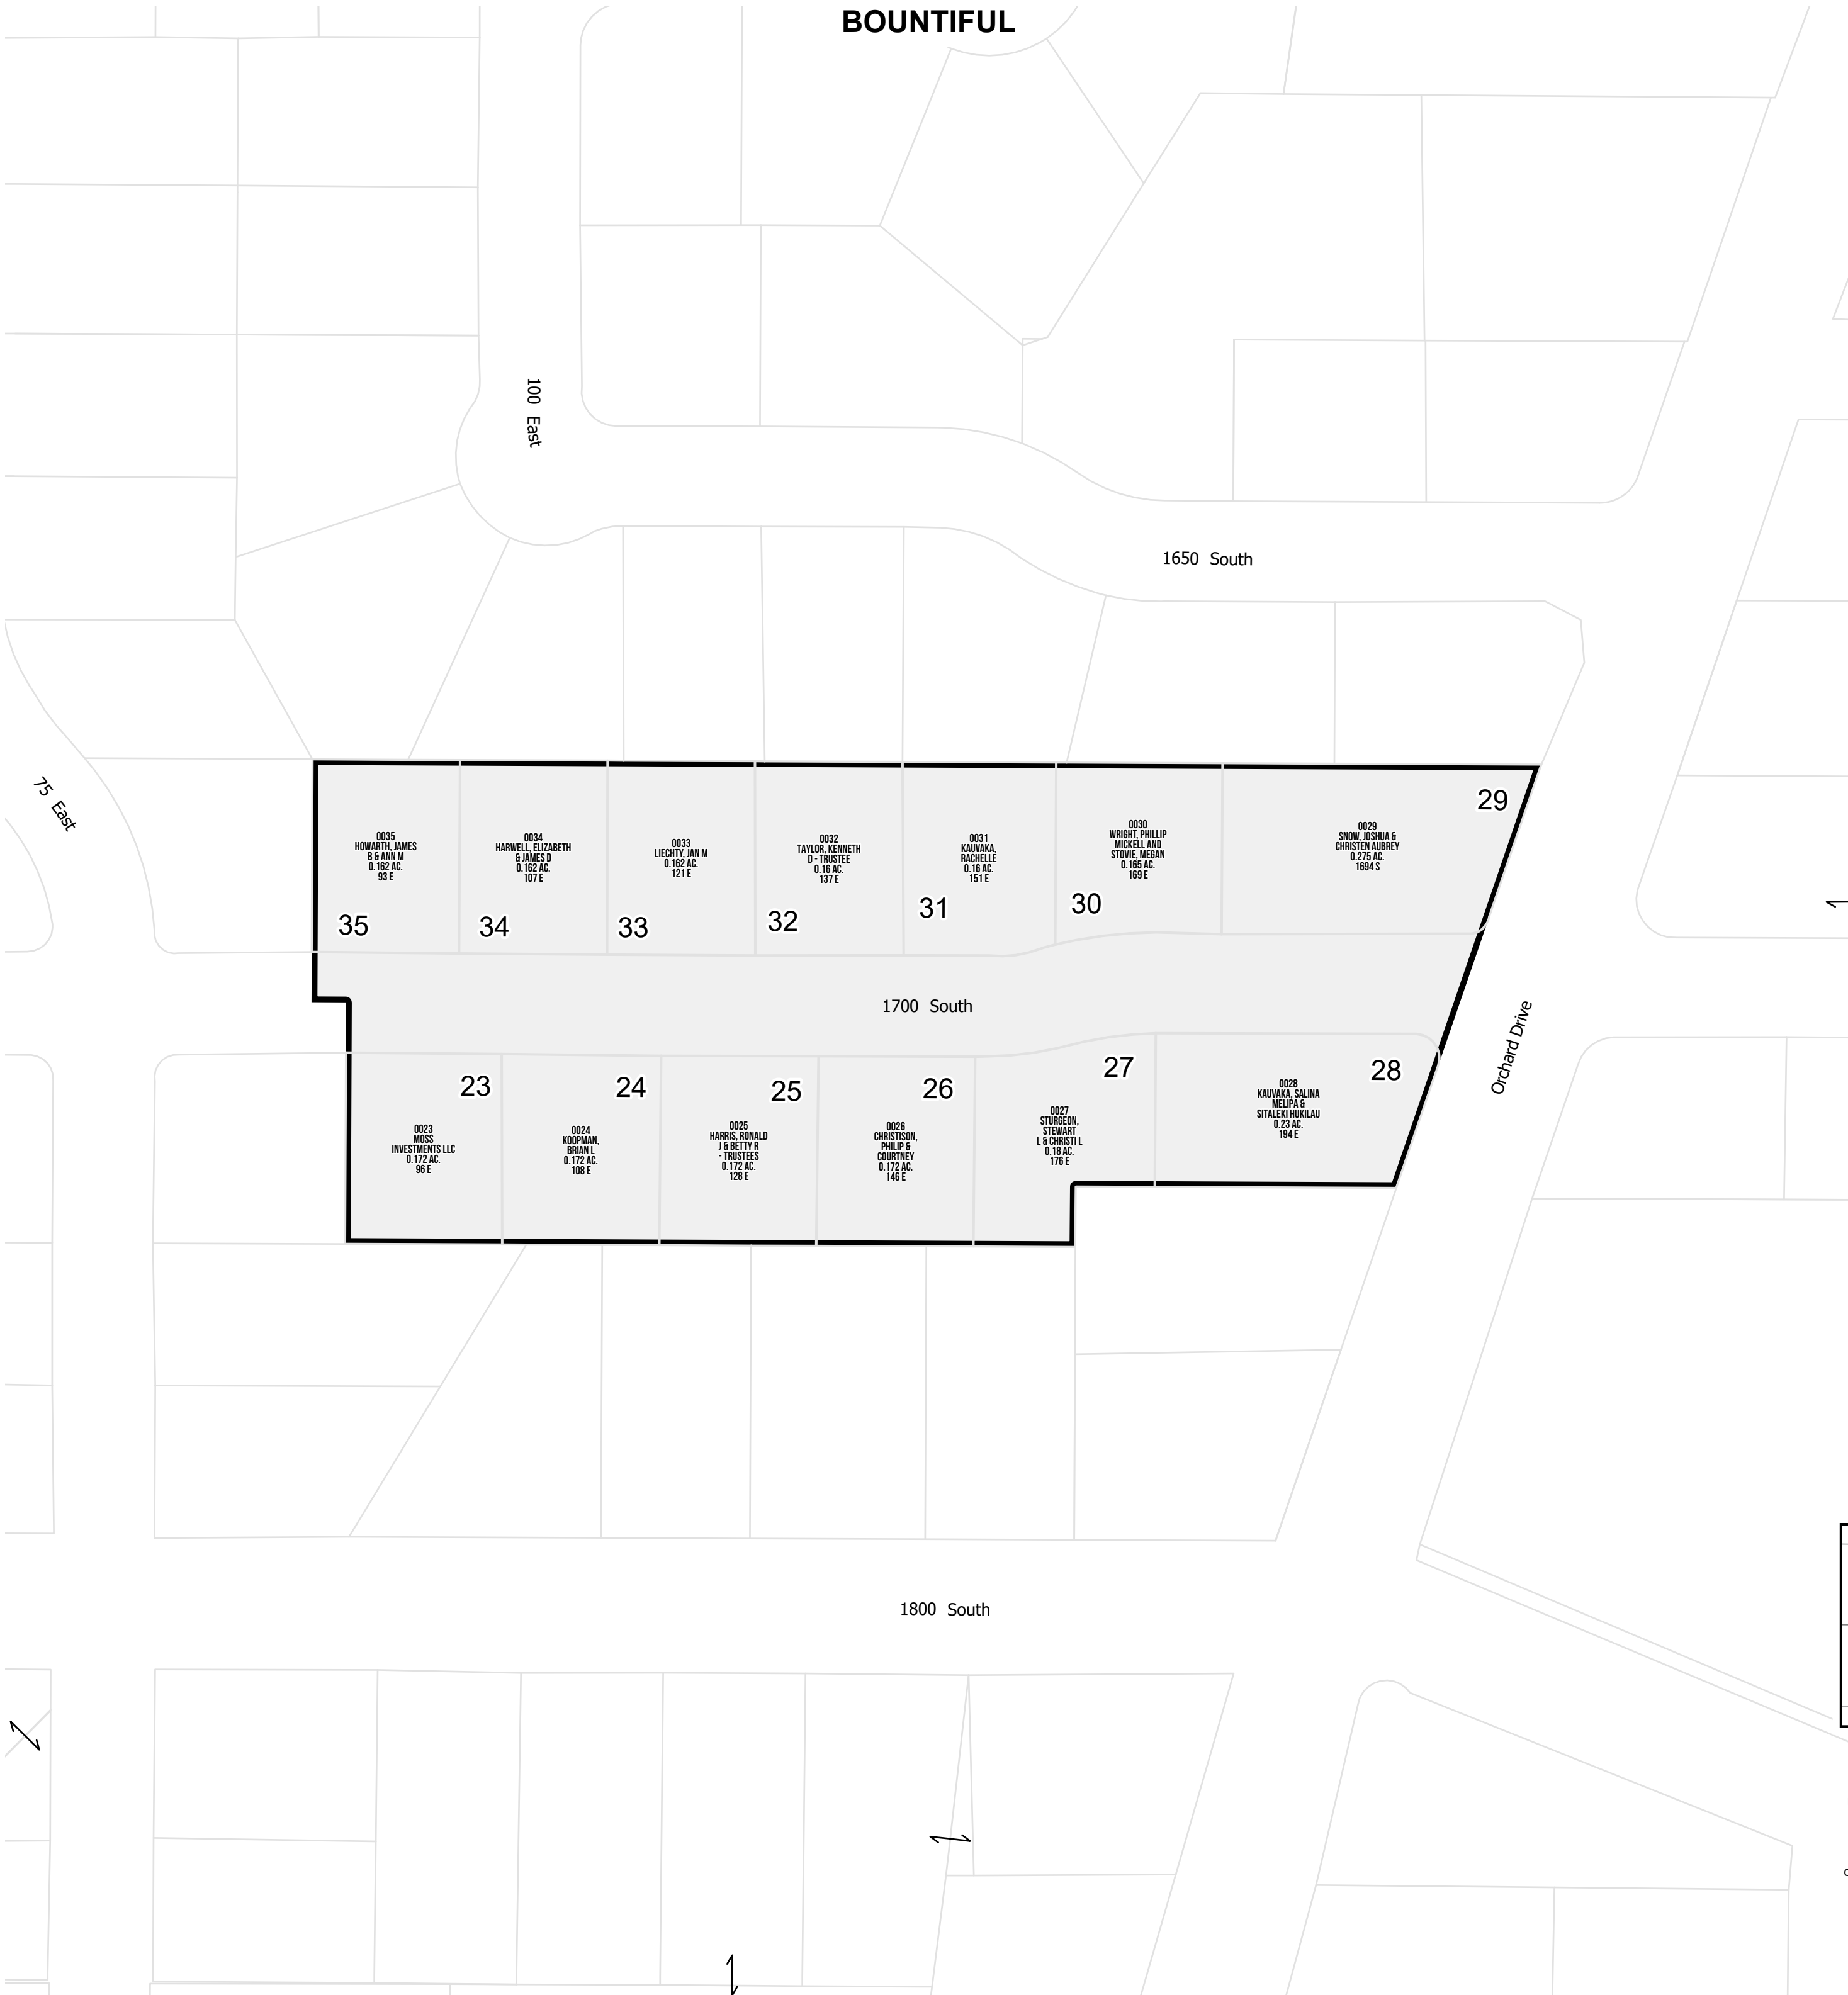 BOUNTIFUL
100 East
1650 South
75 East
29
0035
HOWARTH, JAMES
B & ANN M
0.162 AC.
93 E
35
0034
HARWELL, ELIZABETH
& JAMES D
0.162 AC.
107 E
34
0033
LIECHTY, JAN M
0.162 AC.
121 E
33
0032
TAYLOR, KENNETH
D - TRUSTEE
0.16 AC.
137 E
32
0031
KAUVAKA,
RACHELLE
0.16 AC.
151 E
31
0030
WRIGHT, PHILLIP
MICKELL AND
STOVIE, MEGAN
0.165 AC.
169 E
30
0029
SNOW, JOSHUA &
CHRISTEN AUBREY
0.275 AC.
1694 S
1700 South
Orchard Drive
23
0023
MOSS
INVESTMENTS LLC
0.172 AC.
96 E
24
0024
KOOPMAN,
BRIAN L
0.172 AC.
108 E
25
0025
HARRIS, RONALD
J & BETTY R
- TRUSTEES
0.172 AC.
128 E
26
0026
CHRISTISON,
PHILIP &
COURTNEY
0.172 AC.
146 E
27
0027
STURGEON,
STEWART
L & CHRISTI L
0.18 AC.
176 E
28
0028
KAUVAKA, SALINA
MELIPA &
SITALEKI HUKILAU
0.23 AC.
194 E
1800 South